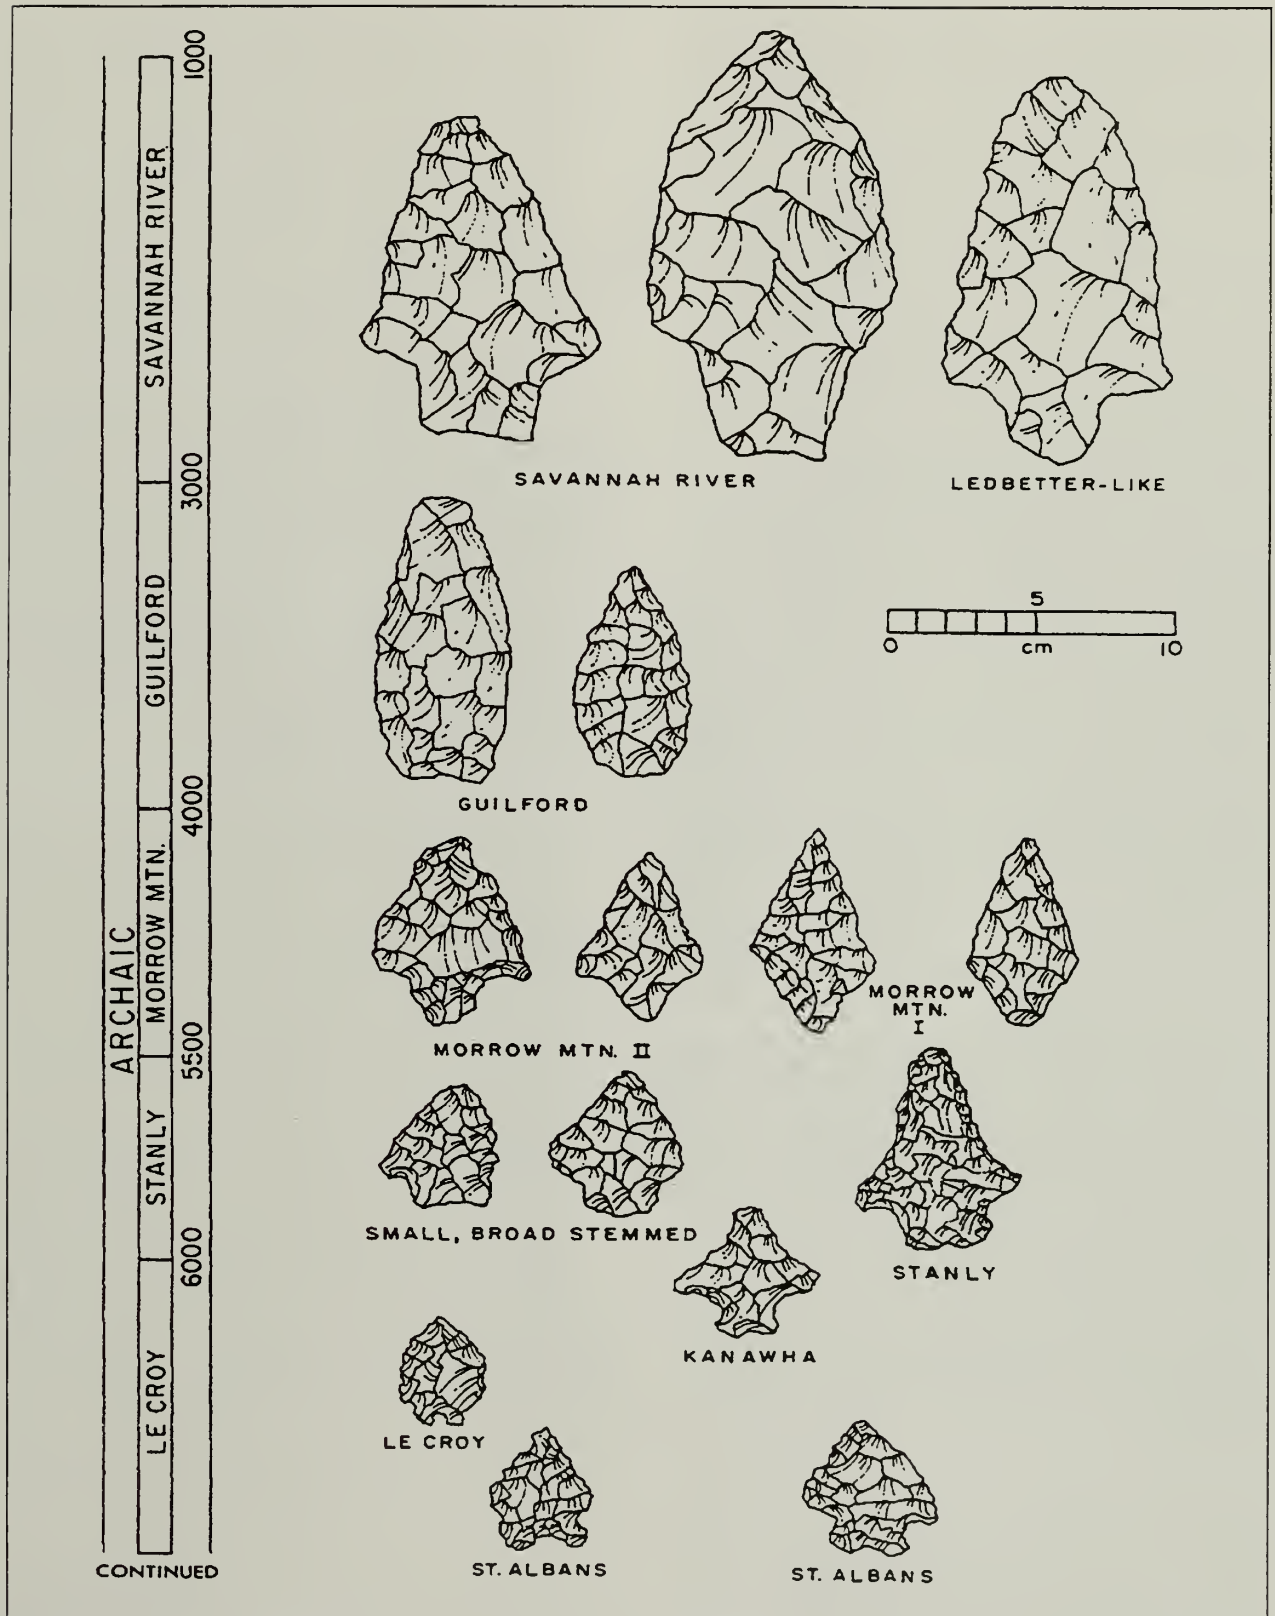 1000
SAVANNAH RIVER
SAVANNAH RIVER
LEDBETTER-LIKE
3000
GUILFORD
5
0
cm
10
GUILFORD
4000
ARCHAIC
MORROW MTN.
MORROW
MTN.
I
MORROW MTN. II
5500
STANLY
SMALL, BROAD STEMMED
STANLY
6000
KANAWHA
LE CROY
LE CROY
ST. ALBANS
ST. ALBANS
CONTINUED